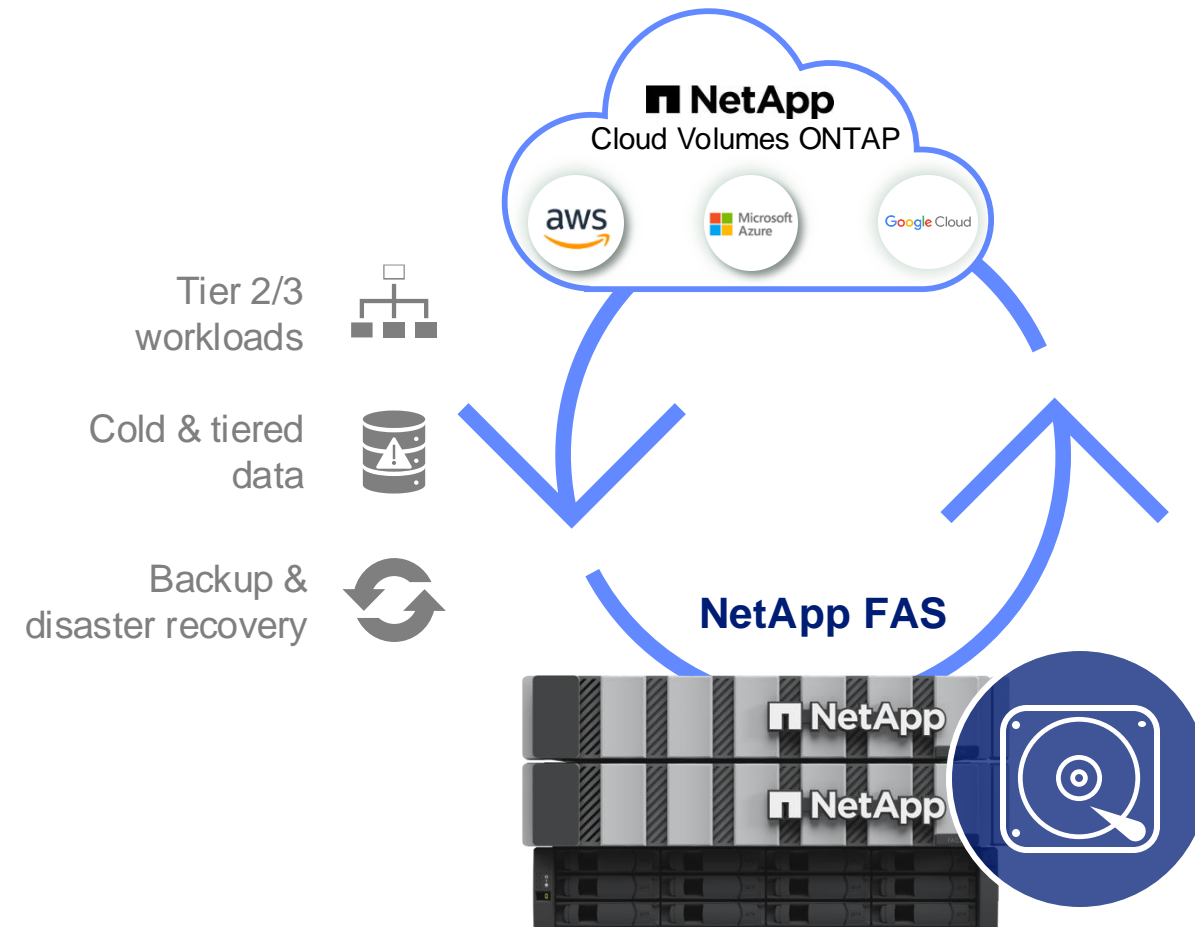 NetApp
Cloud Volumes ONTAP
aws
Microsoft
Azure
Google Cloud
Tier 2/3
workloads
Cold & tiered
data
Backup &
disaster recovery
NetApp FAS
NetApp
NetApp